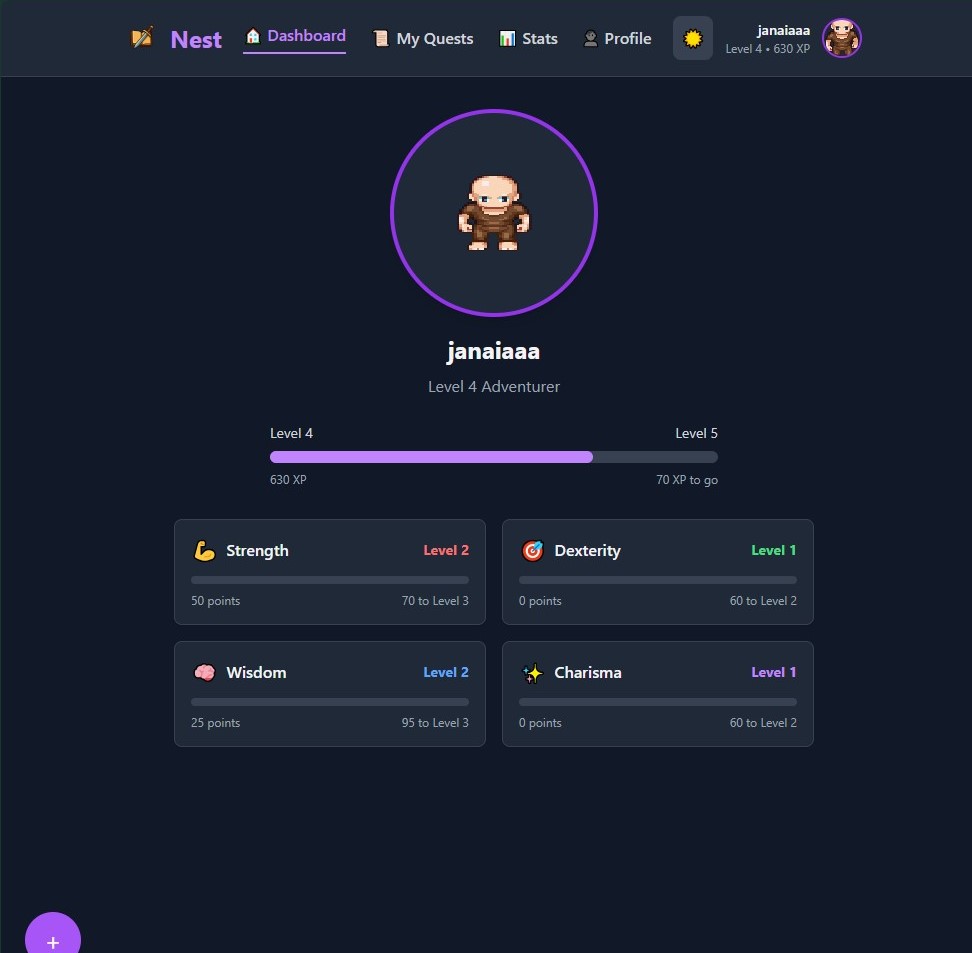 Nest
Dashboard
My Quests
Stats
Profile
janaiaaa
Level 4 • 630 XP
janaiaaa
Level 4 Adventurer
Level 4
Level 5
630 XP
70 XP to go
Strength
Level 2
50 points
70 to Level 3
Dexterity
Level 1
0 points
60 to Level 2
Wisdom
Level 2
25 points
95 to Level 3
Charisma
Level 1
0 points
60 to Level 2
+